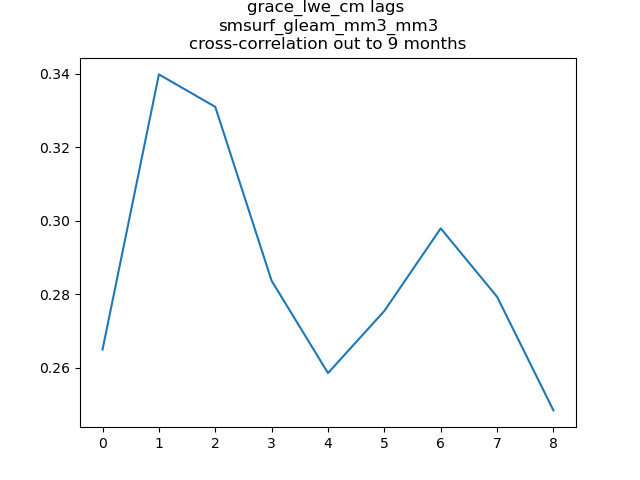 grace_lwe_cm lags
smsurf_gleam_mm3_mm3
cross-correlation out to 9 months
0.34
0.32
0.30
0.28
0.26
0 1 2 3 4 5 6 7 8